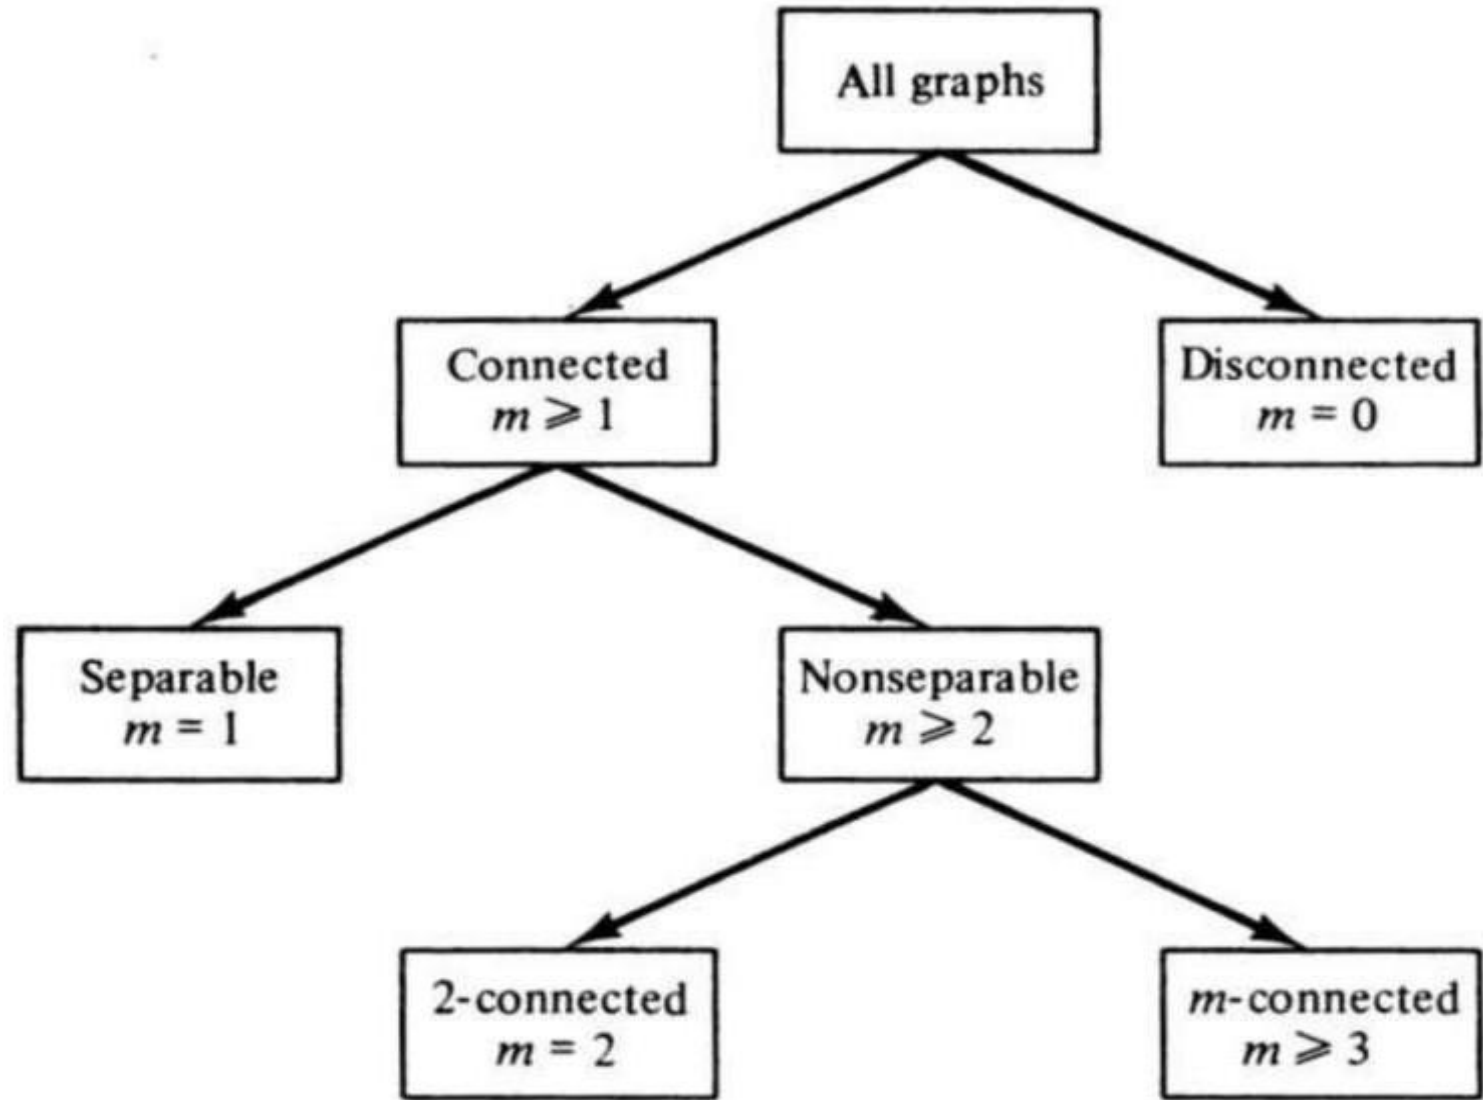 All graphs
Connected
m ⩾ 1
Disconnected
m = 0
Separable
m = 1
Nonseparable
m ⩾ 2
2-connected
m = 2
m-connected
m ⩾ 3